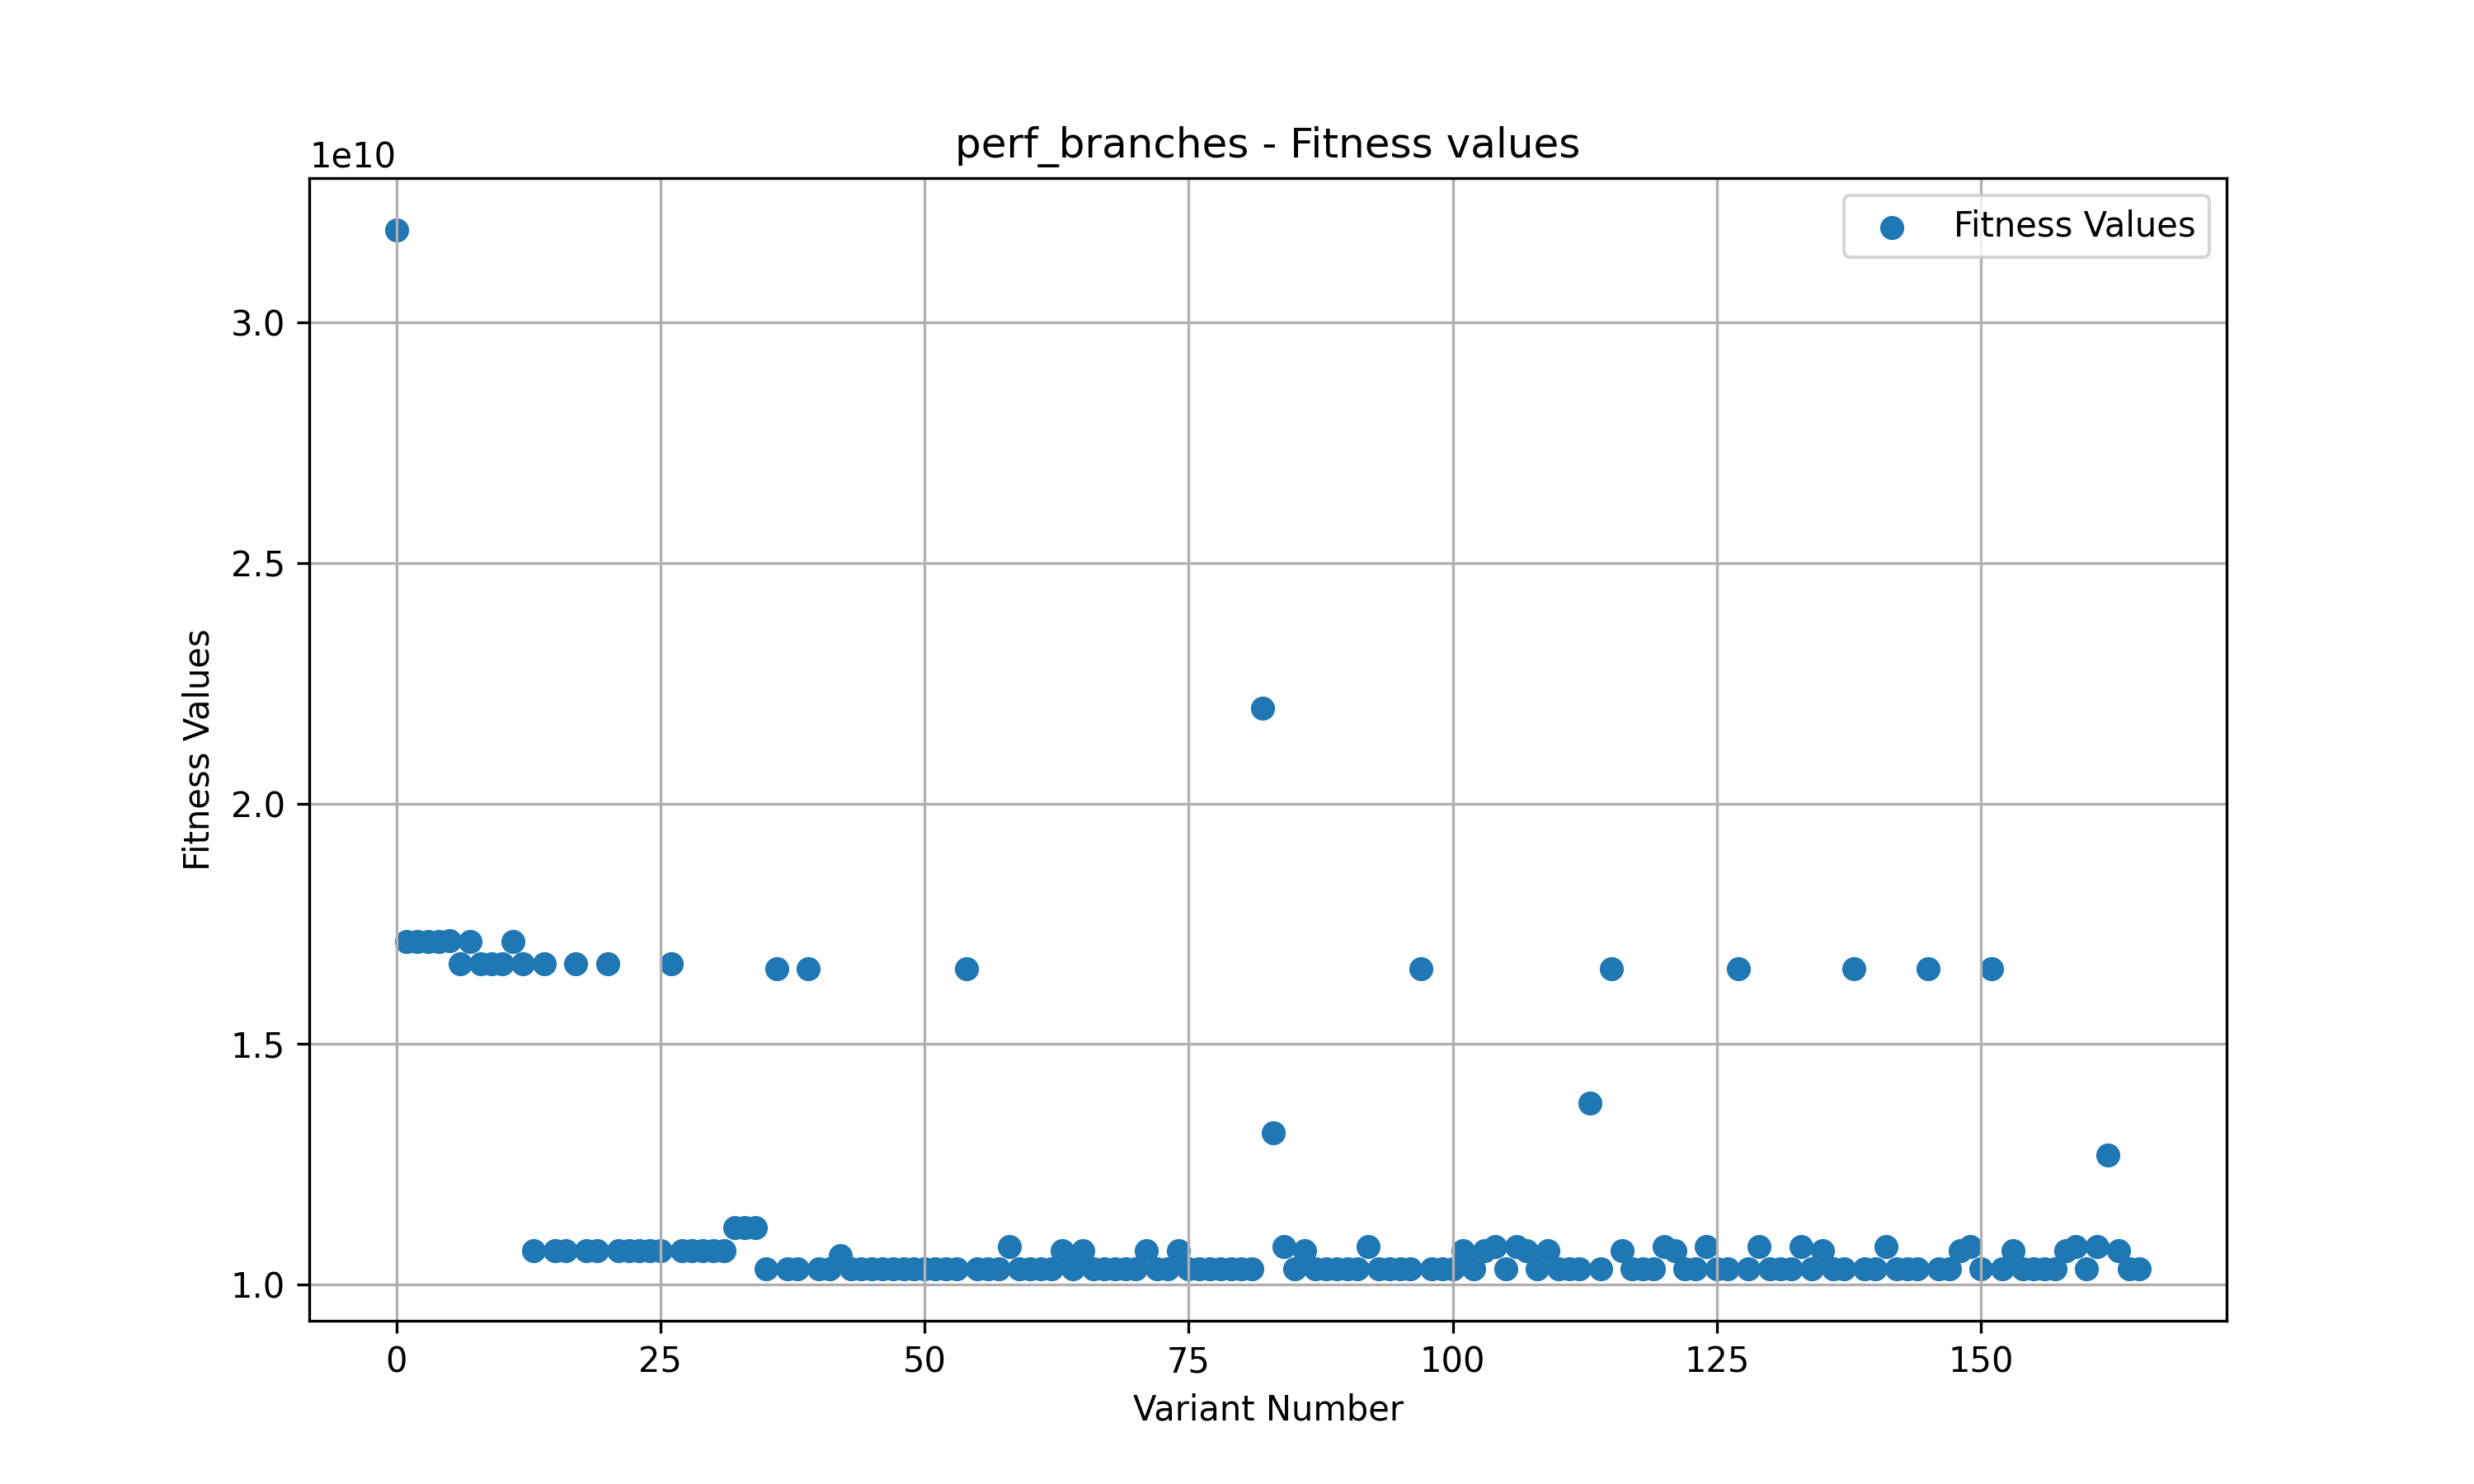 perf_branches - Fitness values
1e10
Fitness Values
3.0
2.5
2.0
1.5
1.0
Fitness Values
0 25 50 75 100 125 150
Variant Number